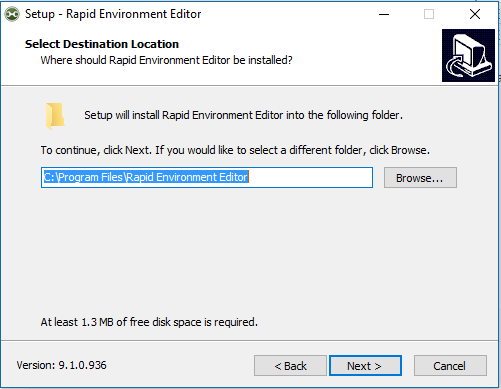 Setup - Rapid Environment Editor
Select Destination Location
Where should Rapid Environment Editor be installed?
Setup will install Rapid Environment Editor into the following folder.
To continue, click Next. If you would like to select a different folder, click Browse.
C:\Program Files\Rapid Environment Editor
Browse...
At least 1.3 MB of free disk space is required.
Version: 9.1.0.936
< Back
Next >
Cancel